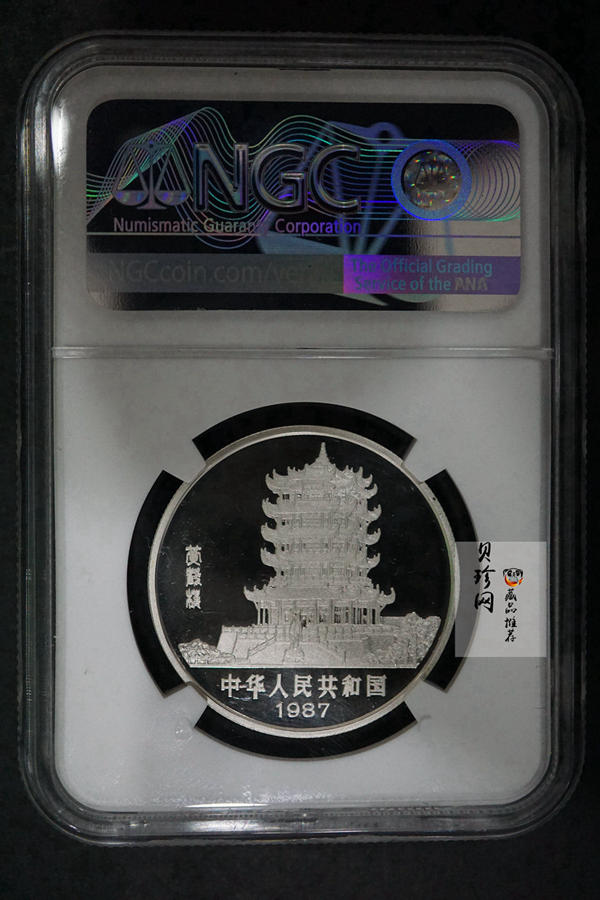 NGC
Numismatic Guaranty Corporation
NGCcoin.com/ver
The Official Grading
Service of the ANA
黄鹤楼
中华人民共和国
1987
贝珍网
藏品
推荐